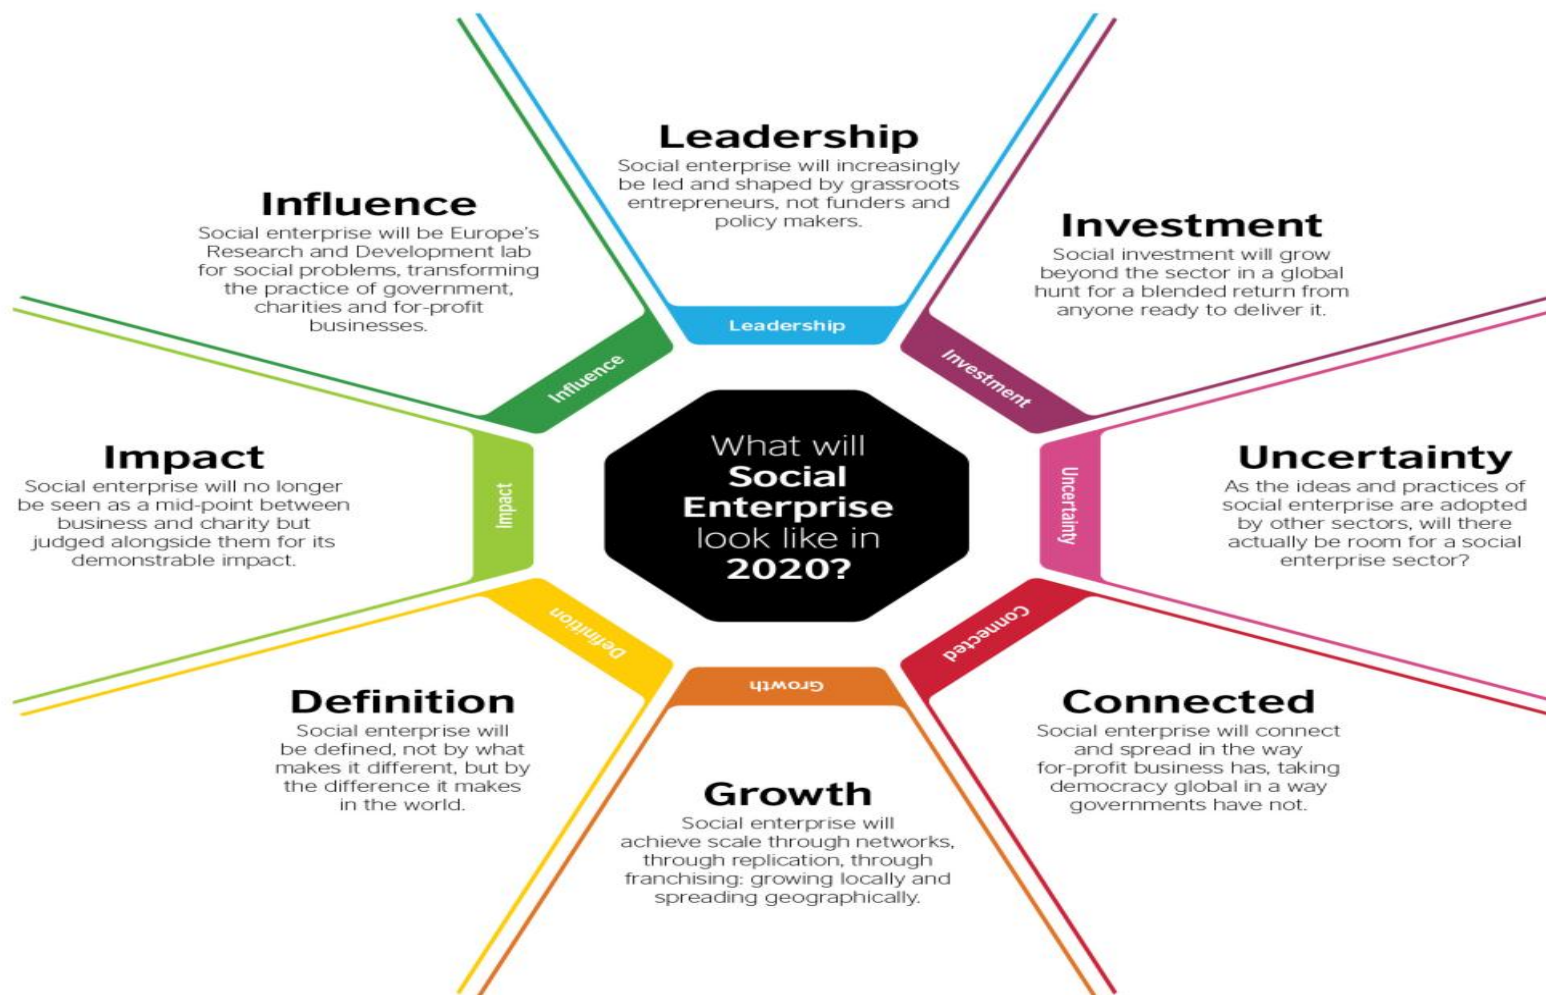 Leadership
Social enterprise will increasingly
be led and shaped by grassroots
entrepreneurs, not funders and
policy makers.
Influence
Social enterprise will be Europe's
Research and Development lab
for social problems, transforming
the practice of government,
charities and for-profit
businesses.
Investment
Social investment will grow
beyond the sector in a global
hunt for a blended return from
anyone ready to deliver it.
Leadership
Influence
Investment
Impact
Social enterprise will no longer
be seen as a mid-point between
business and charity but
judged alongside them for its
demonstrable impact.
Impact
What will
Social
Enterprise
look like in
2020?
Uncertainty
Uncertainty
As the ideas and practices of
social enterprise are adopted
by other sectors, will there
actually be room for a social
enterprise sector?
Definition
Growth
Connected
Definition
Social enterprise will
be defined, not by what
makes it different, but by
the difference it makes
in the world.
Growth
Social enterprise will
achieve scale through networks,
through replication, through
franchising: growing locally and
spreading geographically.
Connected
Social enterprise will connect
and spread in the way
for-profit business has, taking
democracy global in a way
governments have not.